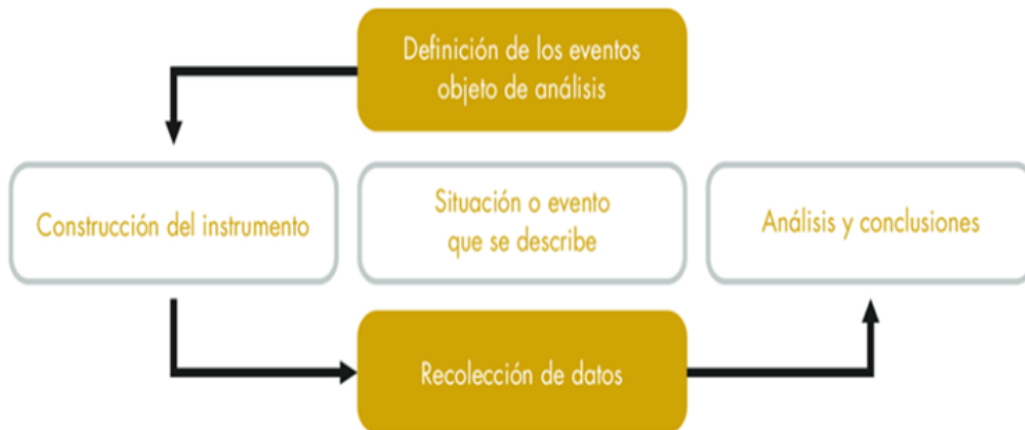 Definición de los eventos
objeto de análisis
Construcción del instrumento
Situación o evento
que se describe
Análisis y conclusiones
Recolección de datos